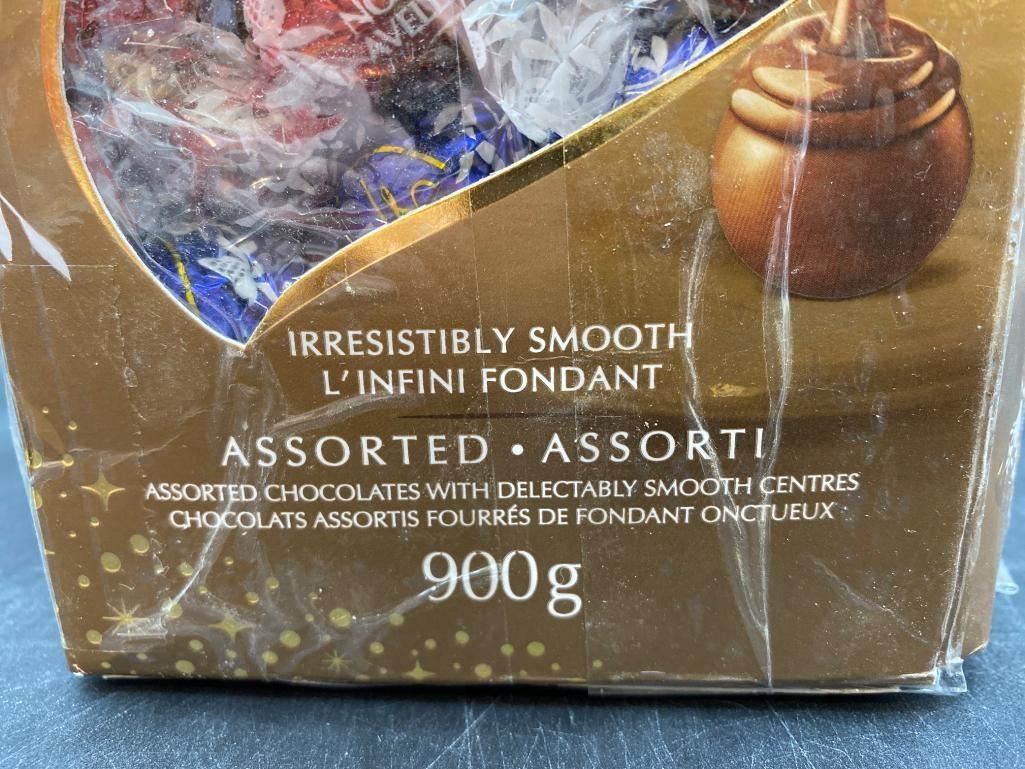 IRRESISTIBLY SMOOTH
L'INFINI FONDANT
ASSORTED • ASSORTI
ASSORTED CHOCOLATES WITH DELECTABLY SMOOTH CENTRES
CHOCOLATS ASSORTIS FOURRÉS DE FONDANT ONCTUEUX
900g